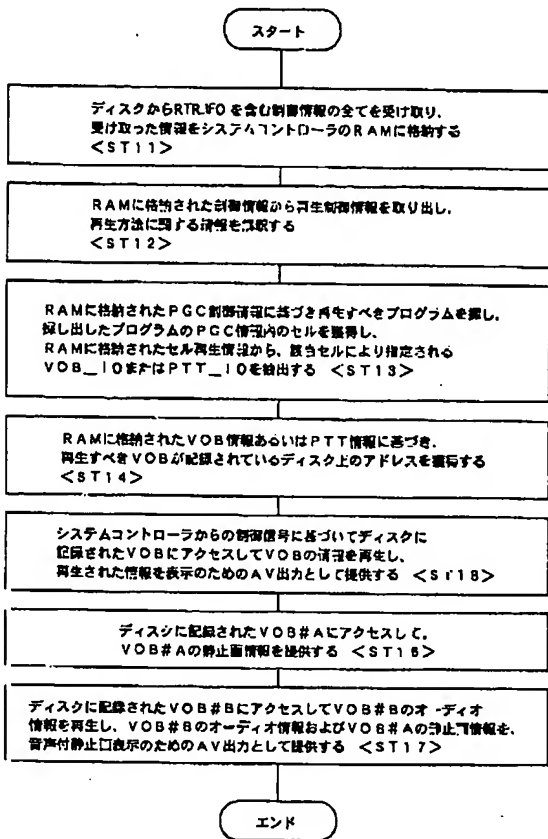 スタート
ディスクからRTR.IFOを含む制御情報の全てを受け取り、
受け取った情報をシステムコントローラのRAMに格納する
<ST11>
RAMに格納された制御情報から再生制御情報を取り出し、
再生方法に関する情報を解釈する
<ST12>
RAMに格納されたPGC制御情報に基づき再生すべきプログラムを探し、
探し出したプログラムのPGC情報内のセルを獲得し、
RAMに格納されたセル再生情報から、該当セルにより指定される
VOB_IDまたはPTT_IDを抽出する <ST13>
RAMに格納されたVOB情報あるいはPTT情報に基づき、
再生すべきVOBが記録されているディスク上のアドレスを獲得する
<ST14>
システムコントローラからの制御信号に基づいてディスクに
記録されたVOBにアクセスしてVOBの情報を再生し、
再生された情報を表示のためのAV出力として提供する
ディスクに記録されたVOB#Aにアクセスして、
VOB#Aの静止画情報を提供する <ST16>
ディスクに記録されたVOB#BにアクセスしてVOB#Bのオーディオ
情報を再生し、VOB#Bのオーディオ情報およびVOB#Aの静止画情報を、
音声付静止画表示のためのAV出力として提供する <ST17>
エンド